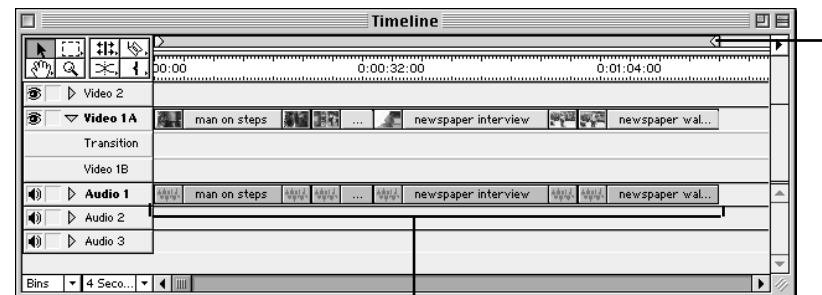 Timeline
00:00 0:00:32:00 0:01:04:00
Video 2
Video 1A man on steps ... newspaper interview newspaper wal...
Transition
Video 1B
Audio 1 man on steps ... newspaper interview newspaper wal...
Audio 2
Audio 3
Bins 4 Seco...